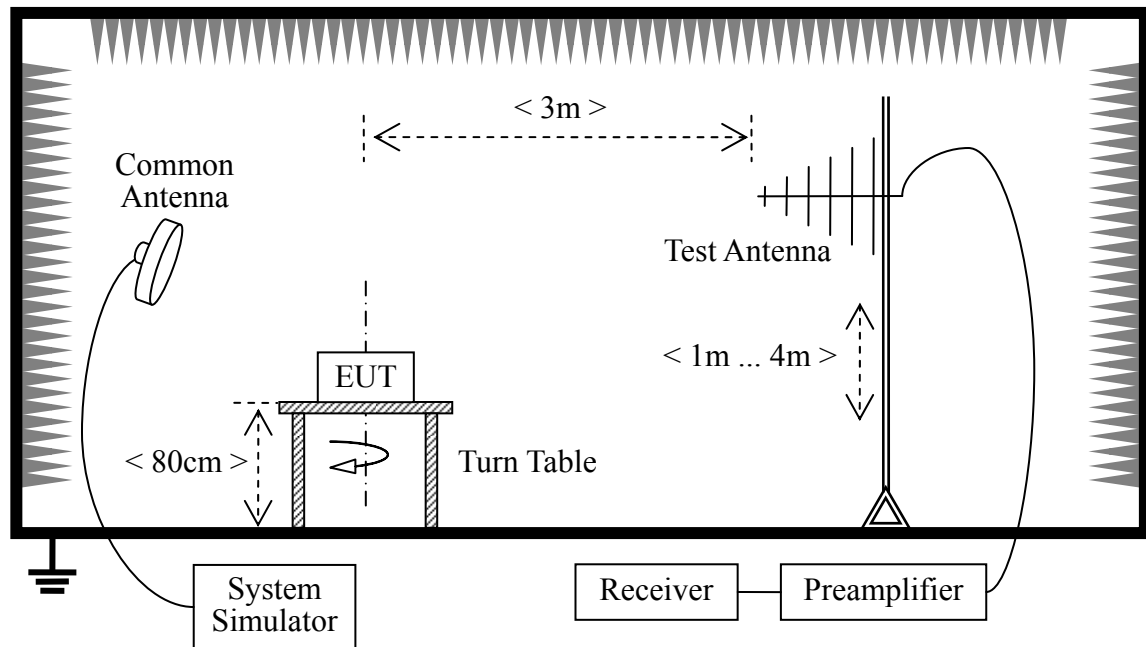 < 3m >
Common
Antenna
Test Antenna
< 1m ... 4m >
EUT
< 80cm >
Turn Table
System
Simulator
Receiver
Preamplifier